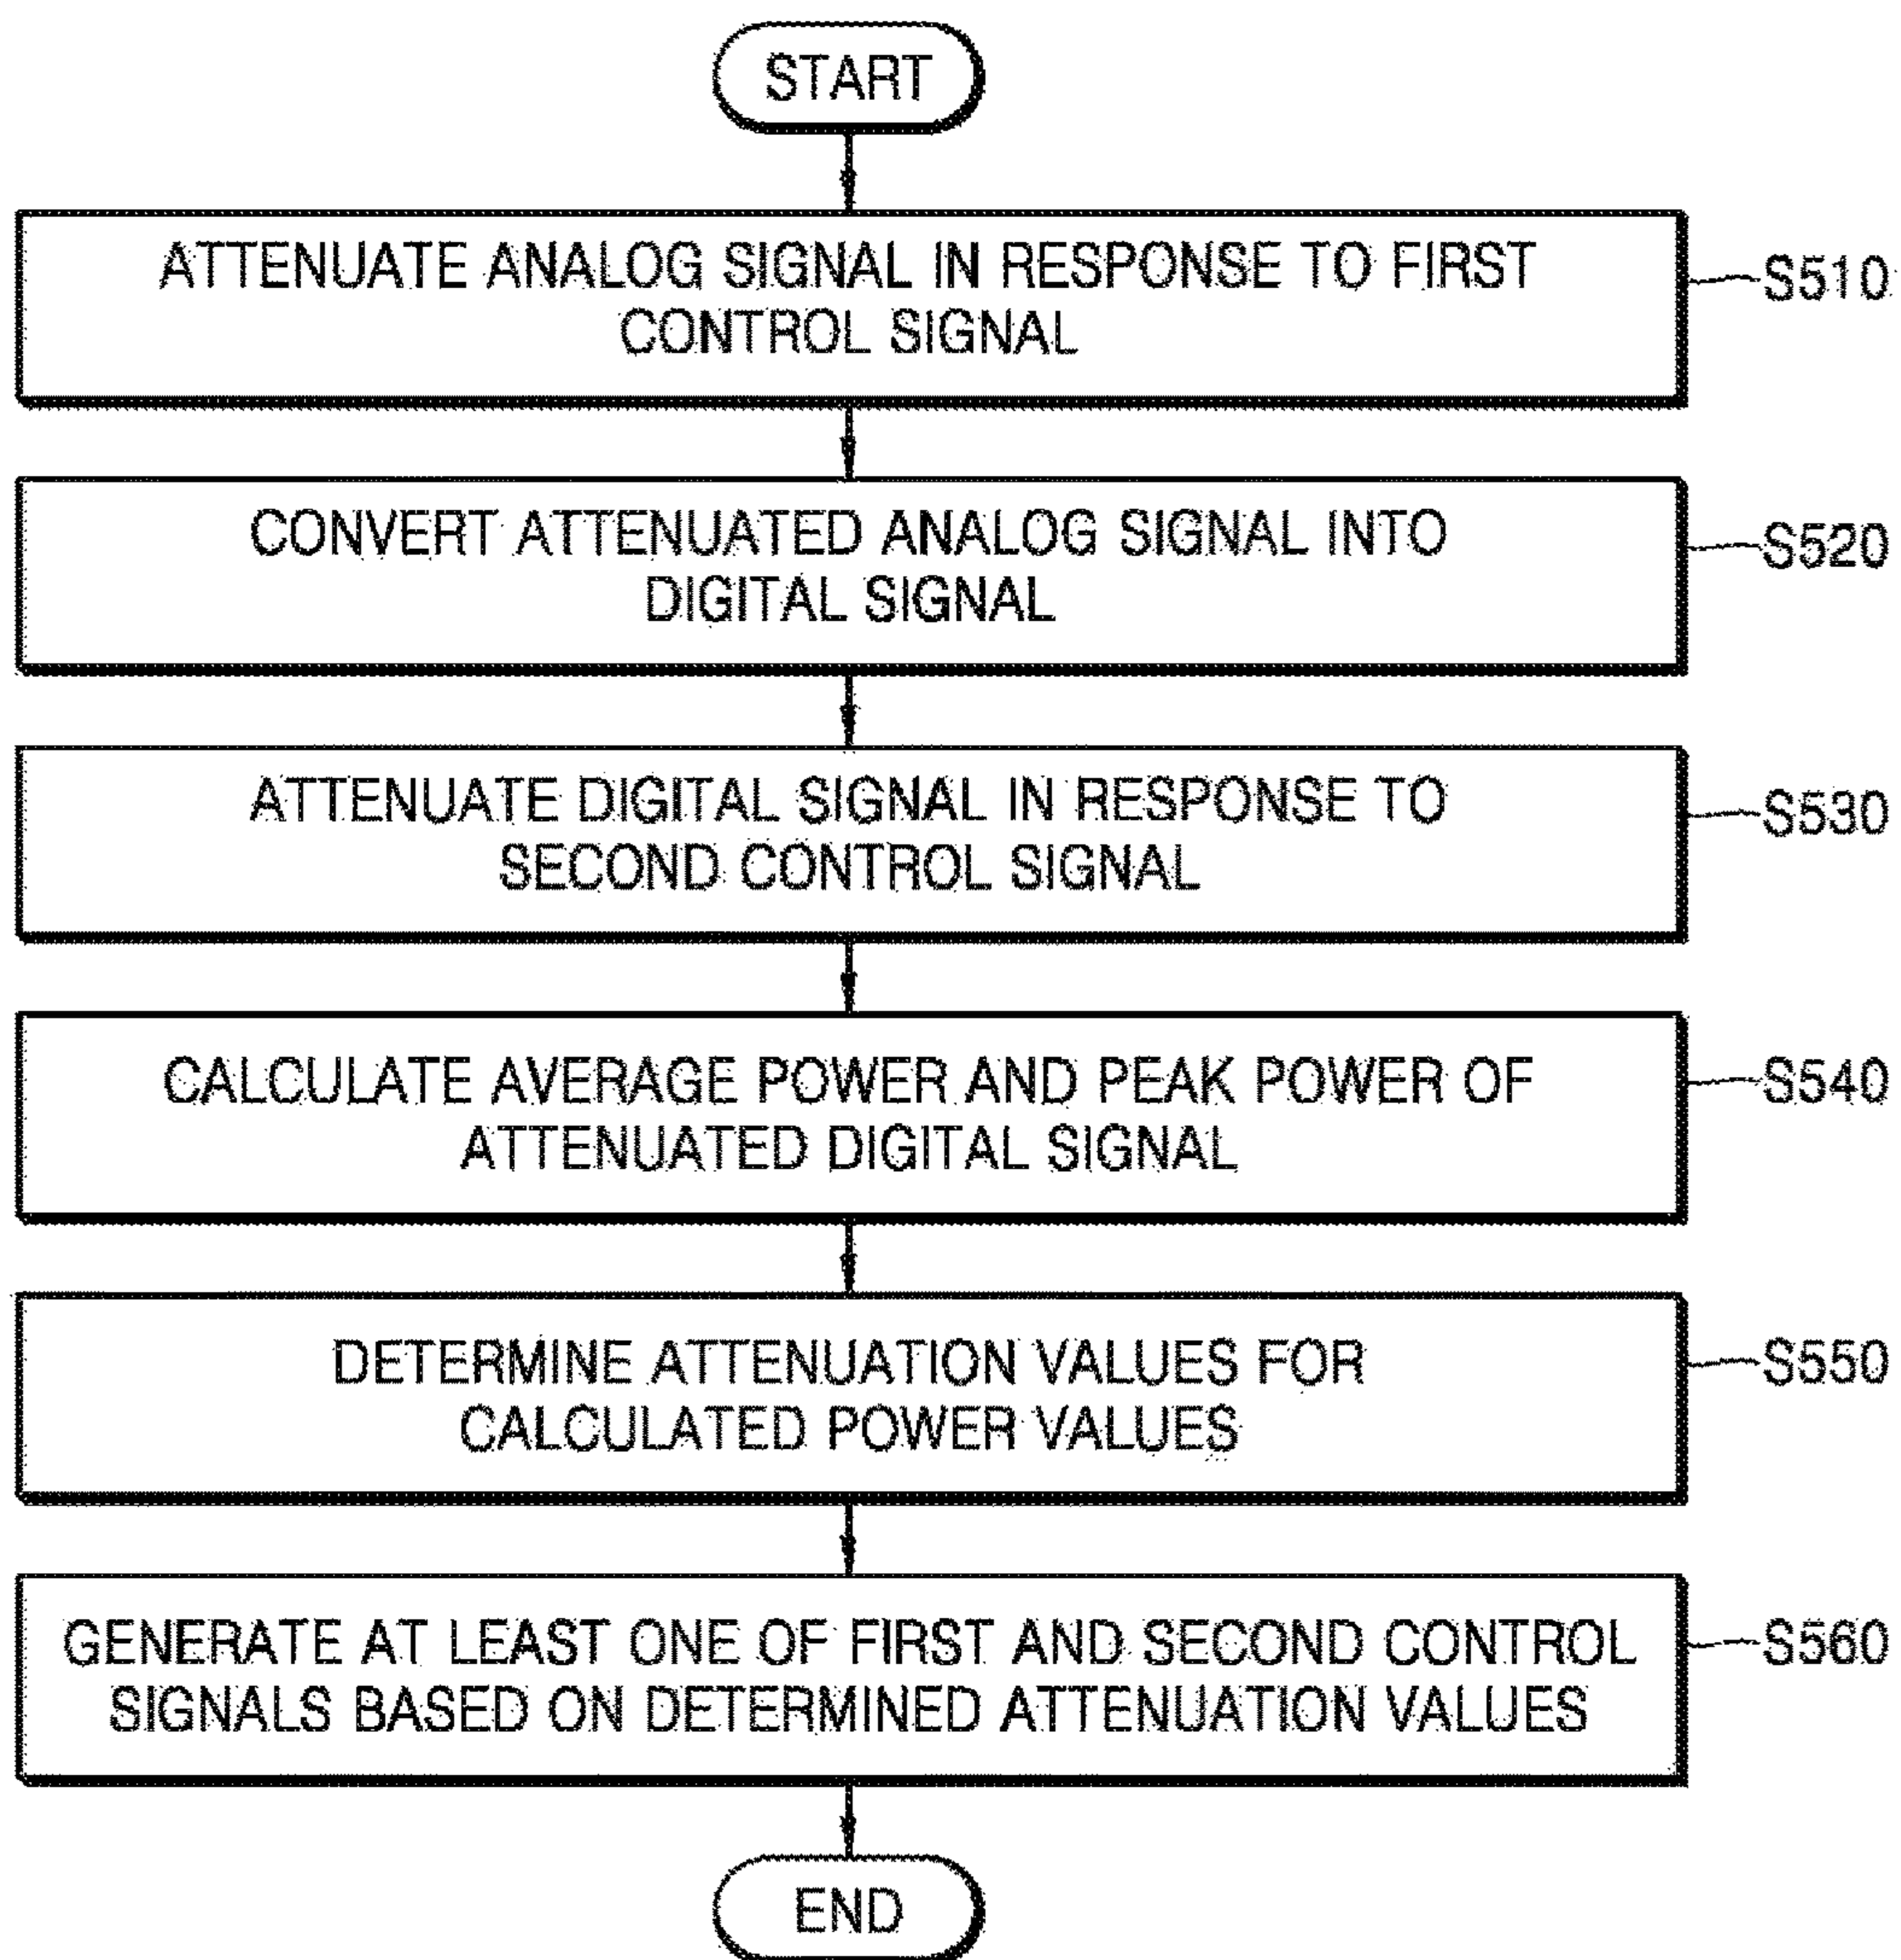 START
ATTENUATE ANALOG SIGNAL IN RESPONSE TO FIRST
CONTROL SIGNAL
S510
CONVERT ATTENUATED ANALOG SIGNAL INTO
DIGITAL SIGNAL
S520
ATTENUATE DIGITAL SIGNAL IN RESPONSE TO
SECOND CONTROL SIGNAL
S530
CALCULATE AVERAGE POWER AND PEAK POWER OF
ATTENUATED DIGITAL SIGNAL
S540
DETERMINE ATTENUATION VALUES FOR
CALCULATED POWER VALUES
S550
GENERATE AT LEAST ONE OF FIRST AND SECOND CONTROL
SIGNALS BASED ON DETERMINED ATTENUATION VALUES
S560
END